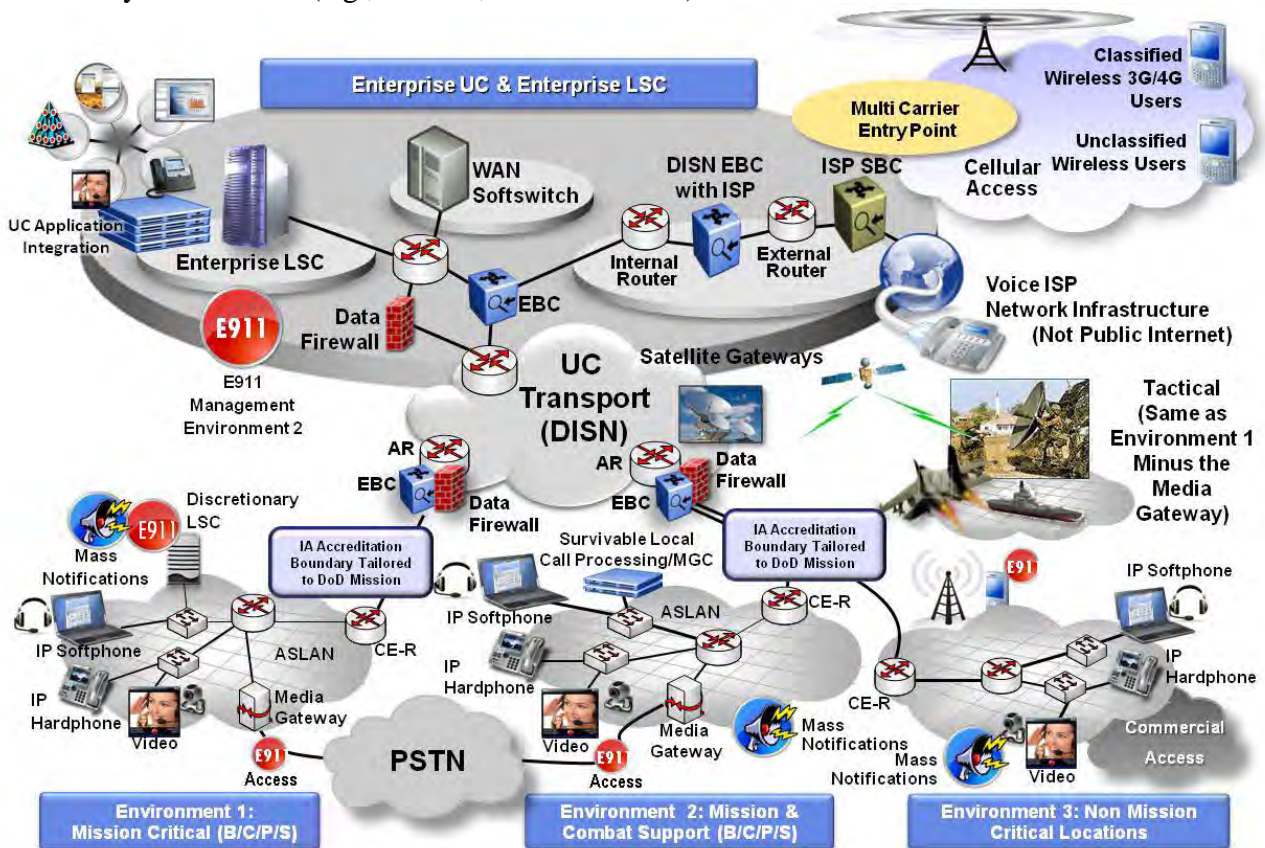 Enterprise UC & Enterprise LSC
Classified
Wireless 3G/4G
Users
Multi Carrier
Entry Point
Unclassified
Wireless Users
Cellular
Access
WAN
Softswitch
DISN EBC
with ISP
ISP SBC
UC Application
Integration
Enterprise LSC
Internal
Router
External
Router
EBC
Data
Firewall
Voice ISP
Network Infrastructure
(Not Public Internet)
E911
E911
Management
Environment 2
UC
Transport
(DISN)
Satellite Gateways
Tactical
(Same as
Environment 1
Minus the
Media
Gateway)
AR
EBC
Data
Firewall
AR
EBC
Data
Firewall
Discretionary
LSC
E911
Mass
Notifications
IA Accreditation
Boundary Tailored
to DoD Mission
Survivable Local
Call Processing/MGC
IA Accreditation
Boundary Tailored
to DoD Mission
E911
IP Softphone
IP Softphone
ASLAN
CE-R
IP
Hardphone
Video
Media
Gateway
E911
Access
IP Softphone
ASLAN
CE-R
IP
Hardphone
Video
Media
Gateway
E911
Access
Mass
Notifications
PSTN
CE-R
IP
Hardphone
Mass
Notifications
Video
Commercial
Access
Environment 1:
Mission Critical (B/C/P/S)
Environment 2: Mission &
Combat Support (B/C/P/S)
Environment 3: Non Mission
Critical Locations